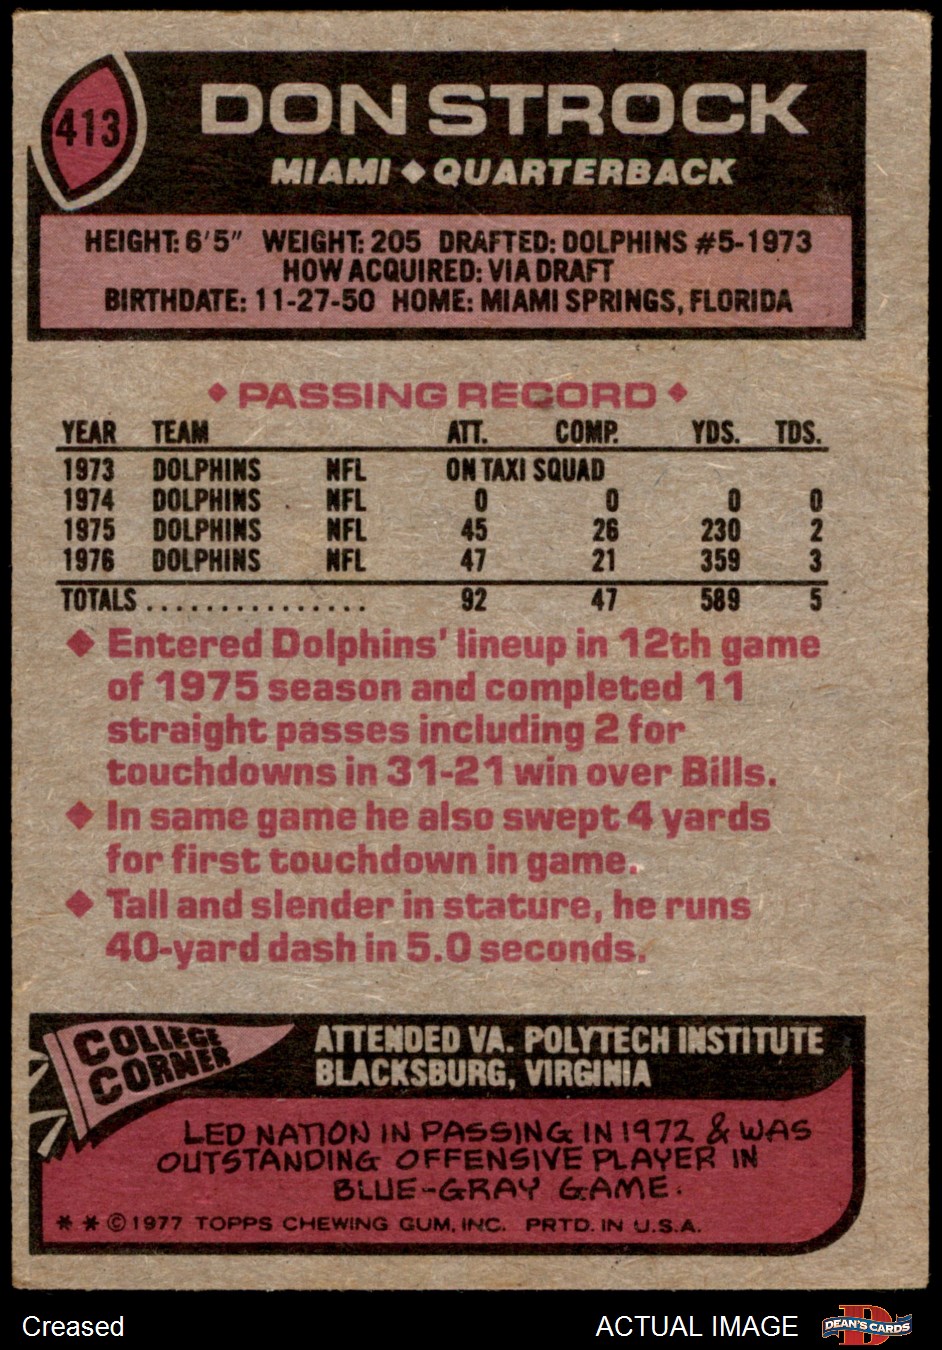 413
DON STROCK
MIAMI ◆ QUARTERBACK
HEIGHT: 6'5" WEIGHT: 205 DRAFTED: DOLPHINS #5-1973
HOW ACQUIRED: VIA DRAFT
BIRTHDATE: 11-27-50 HOME: MIAMI SPRINGS, FLORIDA
◆ PASSING RECORD ◆
YEAR TEAM ATT. COMP. YDS. TDS.
1973 DOLPHINS NFL ON TAXI SQUAD
1974 DOLPHINS NFL 0 0 0 0
1975 DOLPHINS NFL 45 26 230 2
1976 DOLPHINS NFL 47 21 359 3
TOTALS ................ 92 47 589 5
◆ Entered Dolphins' lineup in 12th game
of 1975 season and completed 11
straight passes including 2 for
touchdowns in 31-21 win over Bills.
◆ In same game he also swept 4 yards
for first touchdown in game.
◆ Tall and slender in stature, he runs
40-yard dash in 5.0 seconds.
COLLEGE
CORNER
ATTENDED VA. POLYTECH INSTITUTE
BLACKSBURG, VIRGINIA
LED NATION IN PASSING IN 1972 & WAS
OUTSTANDING OFFENSIVE PLAYER IN
BLUE-GRAY GAME.
* * © 1977 TOPPS CHEWING GUM, INC. PRTD. IN U.S.A.
Creased
ACTUAL IMAGE
D
DEAN'S CARDS